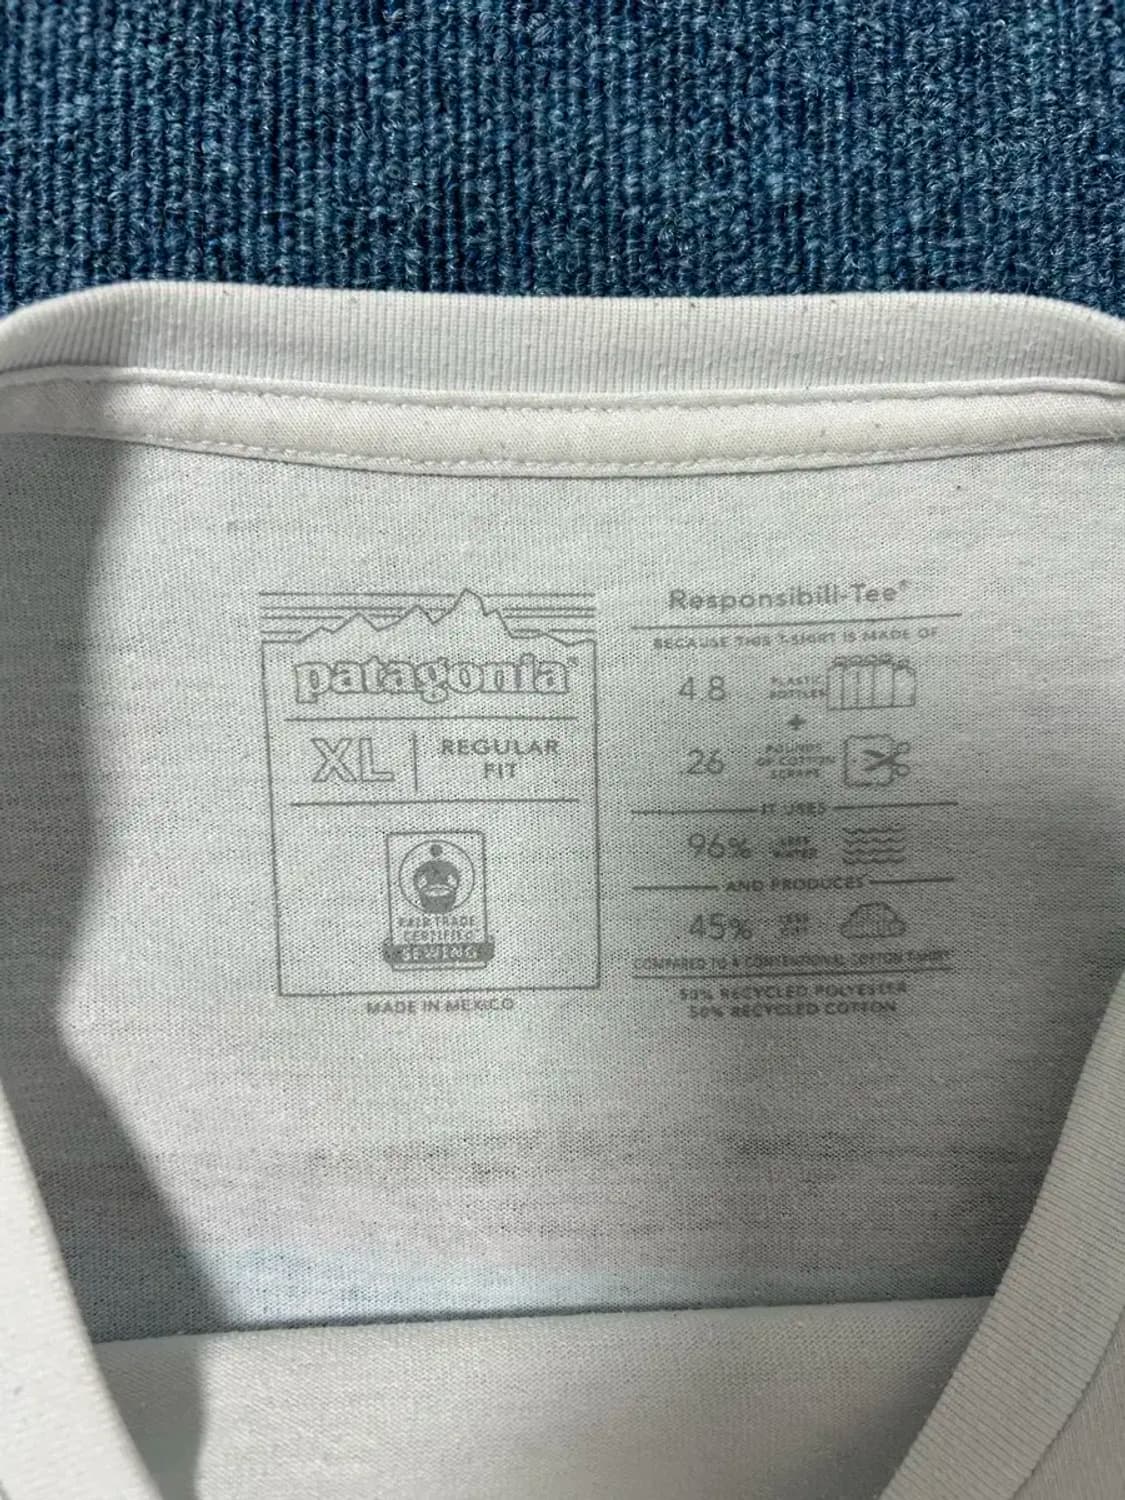 patagonia®
XL
REGULAR
FIT
FAIR TRADE
CERTIFIED
SEWING
MADE IN MEXICO
Responsibili-Tee®
BECAUSE THIS T-SHIRT IS MADE OF
4.8 PLASTIC
BOTTLES
+
.26 POUNDS
OF COTTON
SCRAPS
IT USES
96% LESS
WATER
AND PRODUCES
45% LESS
COMPARED TO A CONVENTIONAL COTTON T-SHIRT
50% RECYCLED POLYESTER
50% RECYCLED COTTON